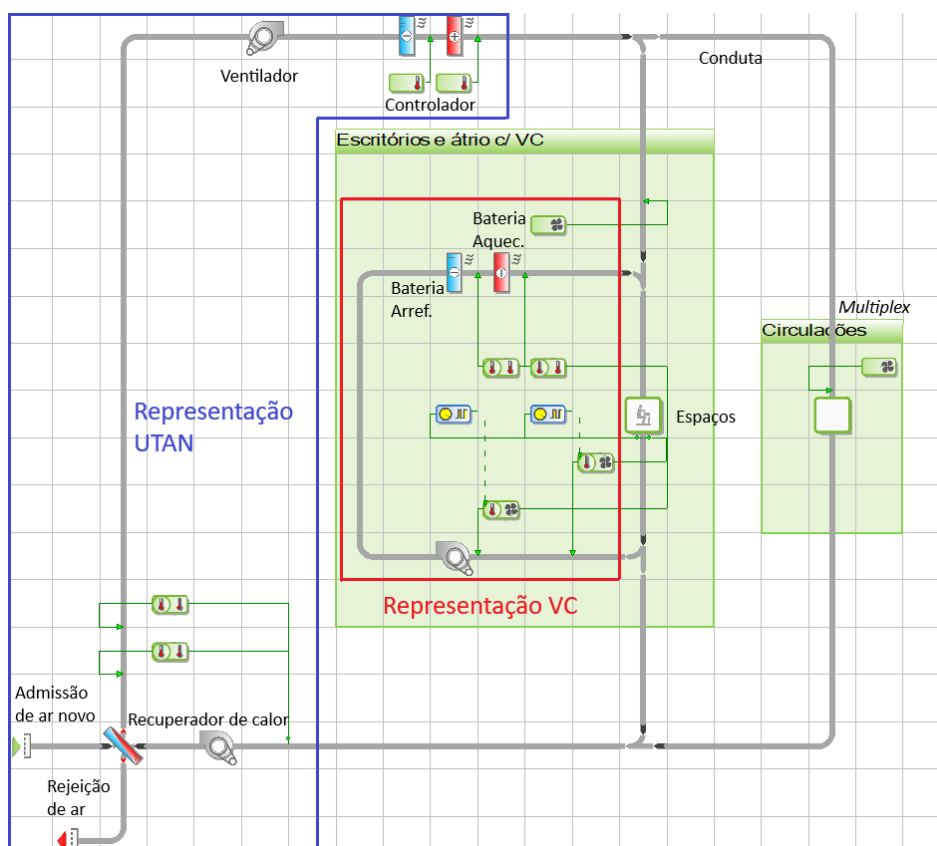 Ventilador
Controlador
Conduta
Escritórios e átrio c/ VC
Bateria
Aquec.
Bateria
Arref.
Multiplex
Circulações
Representação
UTAN
Espaços
Representação VC
Admissão
de ar novo
Recuperador de calor
Rejeição
de ar